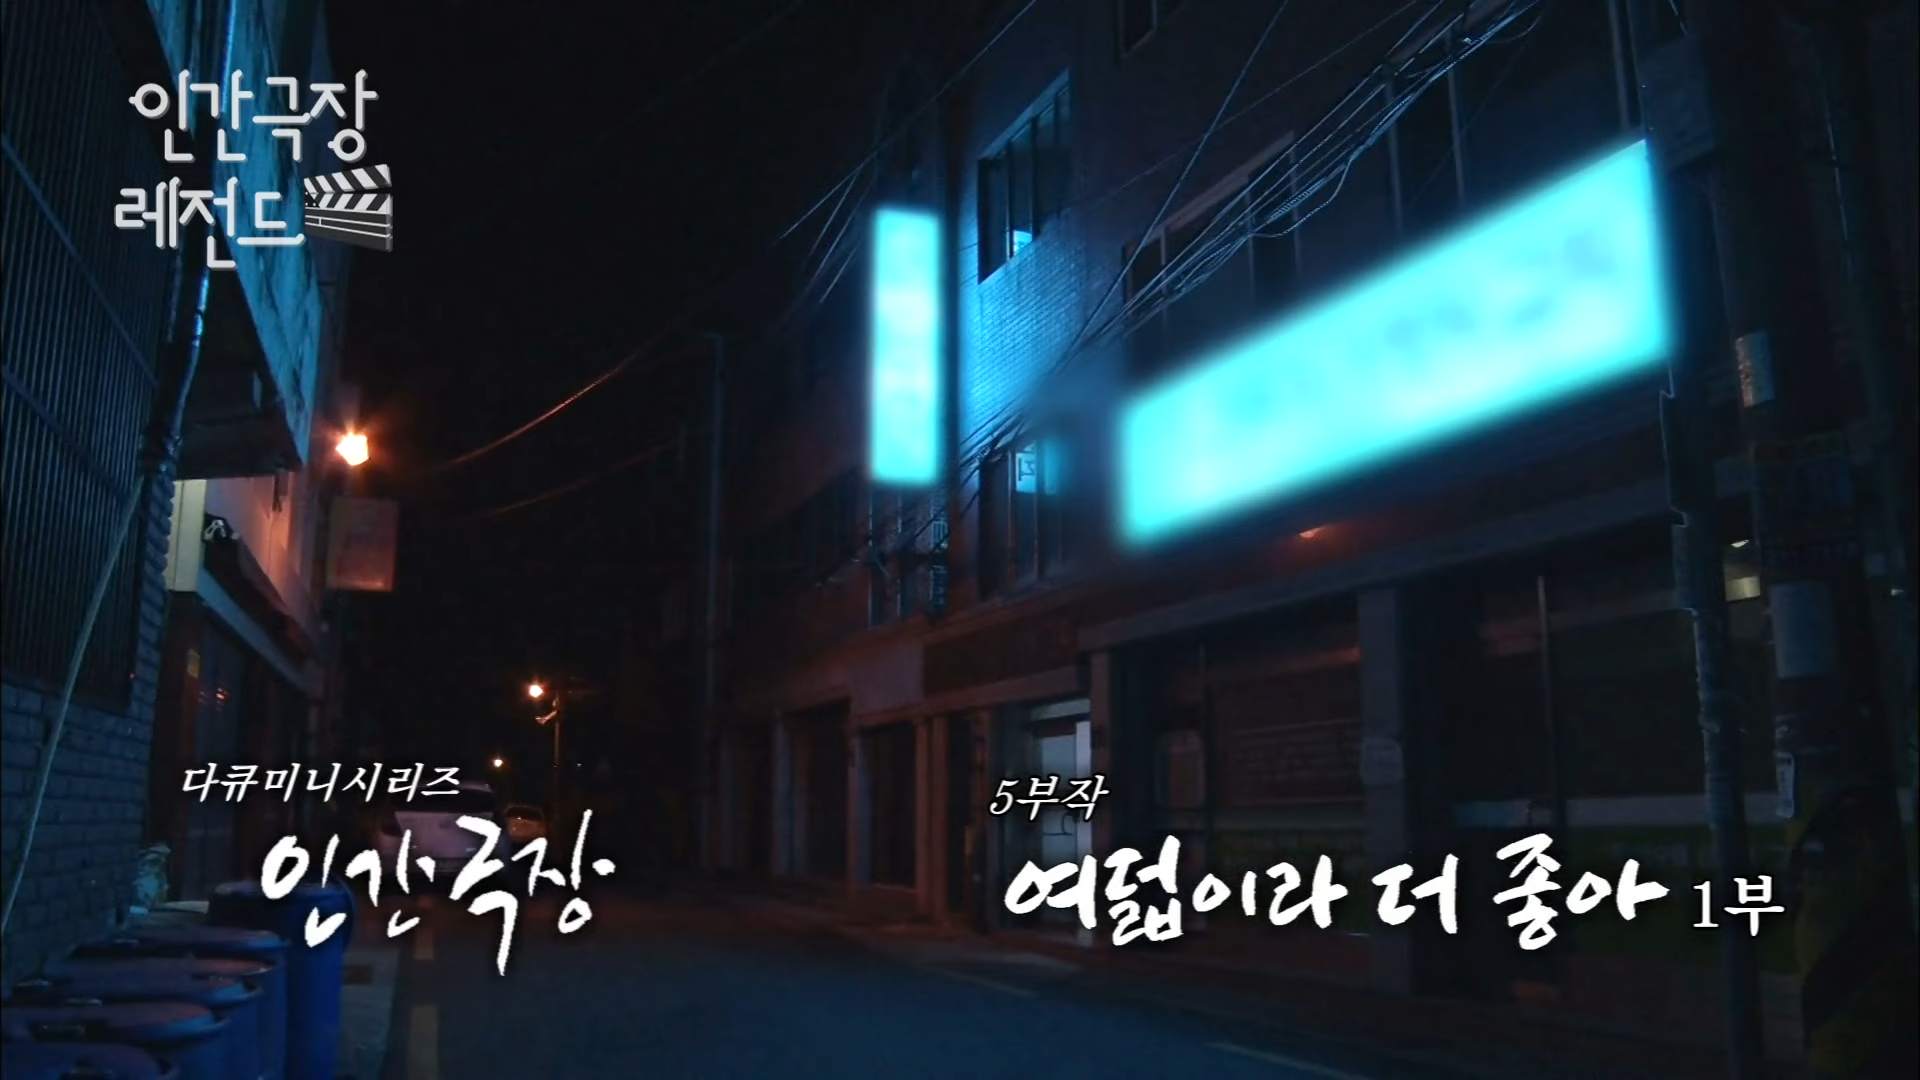 인간극장
레전드
다큐미니시리즈
인간극장
5부작
여덟이라 더 좋아 1부